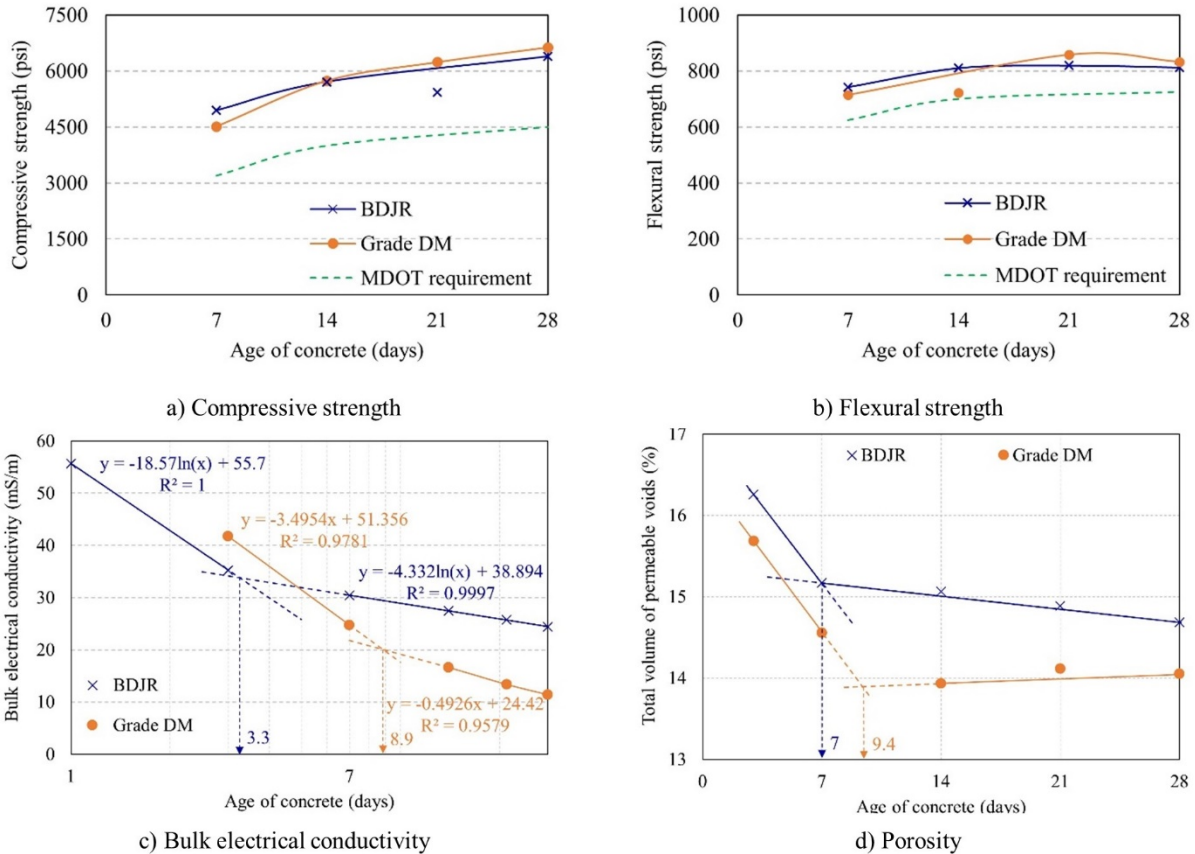 7500
6000
4500
3000
1500
0
Compressive strength (psi)
BDJR
Grade DM
MDOT requirement
0 7 14 21 28
Age of concrete (days)
a) Compressive strength
1000
800
600
400
200
0
Flexural strength (psi)
BDJR
Grade DM
MDOT requirement
0 7 14 21 28
Age of concrete (days)
b) Flexural strength
60
50
40
30
20
10
0
Bulk electrical conductivity (mS/m)
y = -18.57ln(x) + 55.7
R² = 1
y = -3.4954x + 51.356
R² = 0.9781
y = -4.332ln(x) + 38.894
R² = 0.9997
BDJR
Grade DM
y = -0.4926x + 24.42
R² = 0.9579
3.3
8.9
1 7
Age of concrete (days)
c) Bulk electrical conductivity
17
16
15
14
13
Total volume of permeable voids (%)
BDJR Grade DM
7
9.4
0 7 14 21 28
Age of concrete (days)
d) Porosity